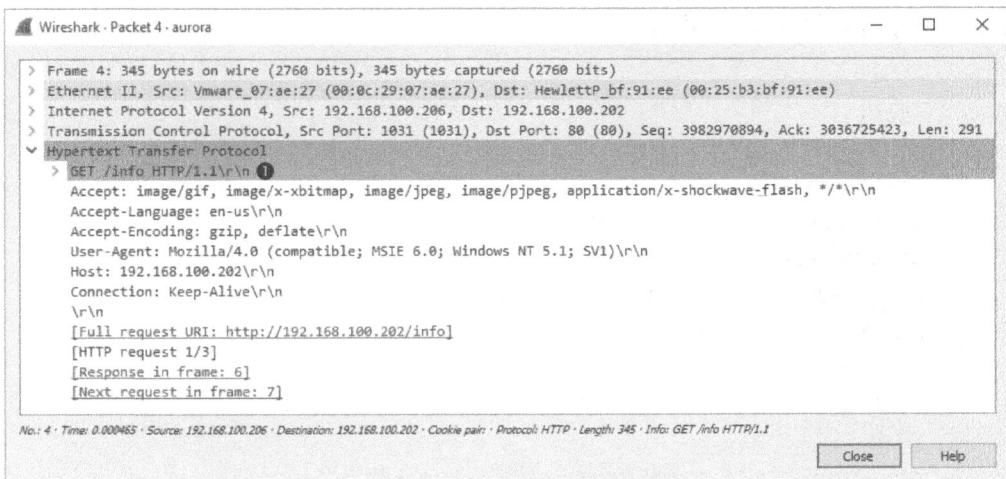 Wireshark · Packet 4 · aurora
> Frame 4: 345 bytes on wire (2760 bits), 345 bytes captured (2760 bits)
> Ethernet II, Src: Vmware_07:ae:27 (00:0c:29:07:ae:27), Dst: HewlettP_bf:91:ee (00:25:b3:bf:91:ee)
> Internet Protocol Version 4, Src: 192.168.100.206, Dst: 192.168.100.202
> Transmission Control Protocol, Src Port: 1031 (1031), Dst Port: 80 (80), Seq: 3982970894, Ack: 3036725423, Len: 291
Hypertext Transfer Protocol
> GET /info HTTP/1.1\r\n 1
Accept: image/gif, image/x-xbitmap, image/jpeg, image/pjpeg, application/x-shockwave-flash, */*\r\n
Accept-Language: en-us\r\n
Accept-Encoding: gzip, deflate\r\n
User-Agent: Mozilla/4.0 (compatible; MSIE 6.0; Windows NT 5.1; SV1)\r\n
Host: 192.168.100.202\r\n
Connection: Keep-Alive\r\n
\r\n
[Full request URI: http://192.168.100.202/info]
[HTTP request 1/3]
[Response in frame: 6]
[Next request in frame: 7]
No.: 4 · Time: 0.000465 · Source: 192.168.100.206 · Destination: 192.168.100.202 · Cookie pair: · Protocol: HTTP · Length: 345 · Info: GET /info HTTP/1.1
Close Help